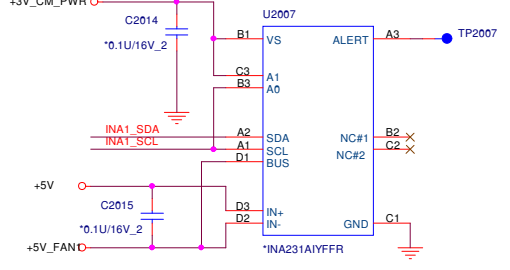 +3V_CM_PWR
U2007
C2014
*0.1U/16V_2
B1 VS ALERT A3 TP2007
C3 A1
B3 A0
INA1_SDA A2 SDA NC#1 B2
INA1_SCL A1 SCL NC#2 C2
D1 BUS
+5V
C2015
*0.1U/16V_2
D3 IN+
D2 IN- GND C1
+5V_FAN1
*INA231AIYFFR